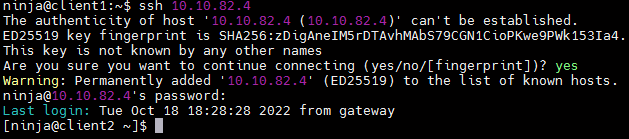 ninja@client1:~$ ssh 10.10.82.4
The authenticity of host '10.10.82.4 (10.10.82.4)' can't be established.
ED25519 key fingerprint is SHA256:zDigAneIM5rDTAvhMAbS79CGN1CioPKwe9PWk153Ia4.
This key is not known by any other names
Are you sure you want to continue connecting (yes/no/[fingerprint])? yes
Warning: Permanently added '10.10.82.4' (ED25519) to the list of known hosts.
ninja@10.10.82.4's password:
Last login: Tue Oct 18 18:28:28 2022 from gateway
[ninja@client2 ~]$